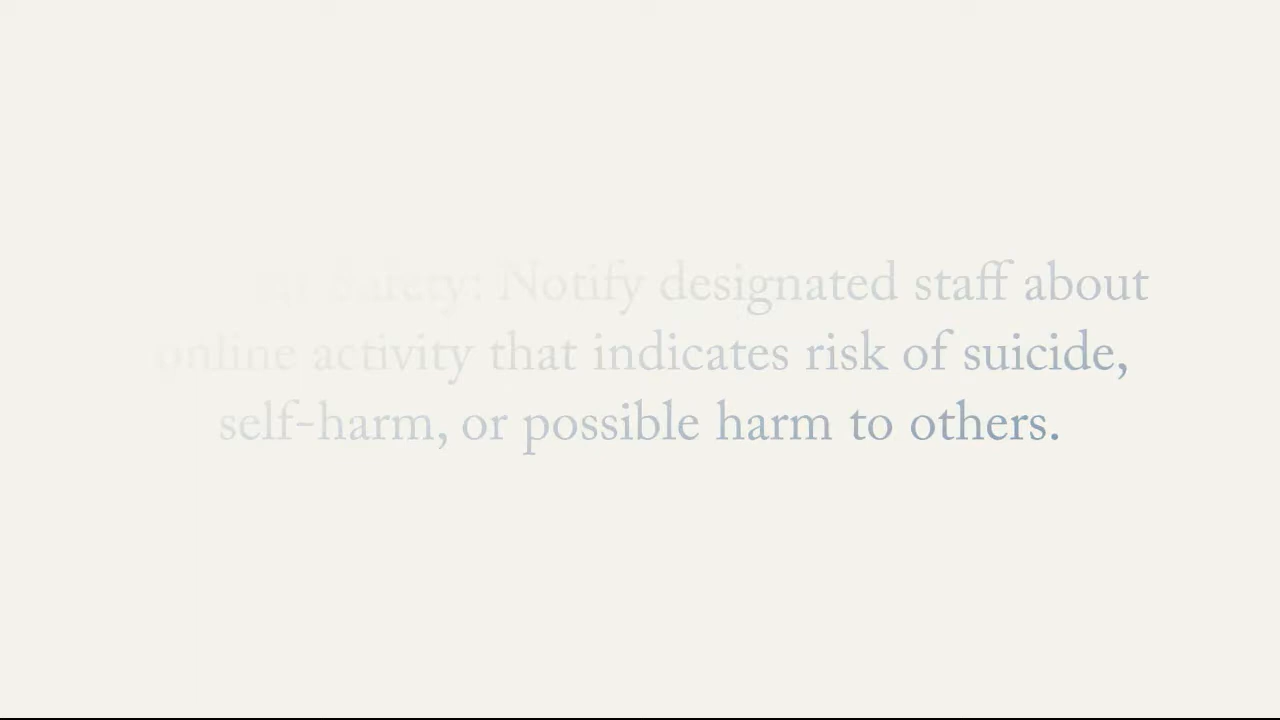 Safety: Notify designated staff about
online activity that indicates risk of suicide,
self-harm, or possible harm to others.